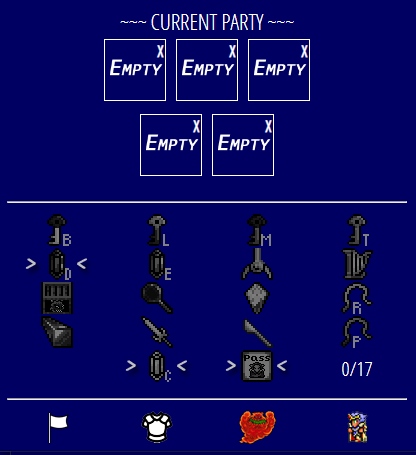 ~~~ CURRENT PARTY ~~~
X X X
EMPTY EMPTY EMPTY
X X
EMPTY EMPTY
B L M T
> D < E
R
P
> C < > Pass < 0/17